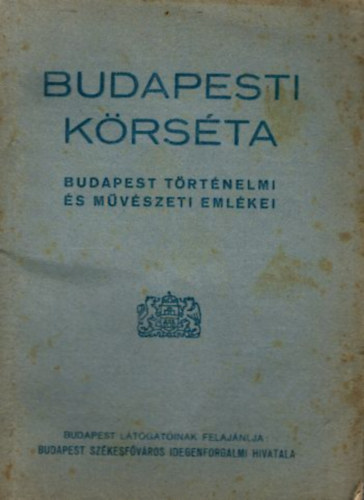 BUDAPESTI
KÖRSÉTA
BUDAPEST TÖRTÉNELMI
ÉS MŰVÉSZETI EMLÉKEI
BUDAPEST LÁTOGATÓINAK FELAJÁNLJA:
BUDAPEST SZÉKESFŐVÁROS IDEGENFORGALMI HIVATALA